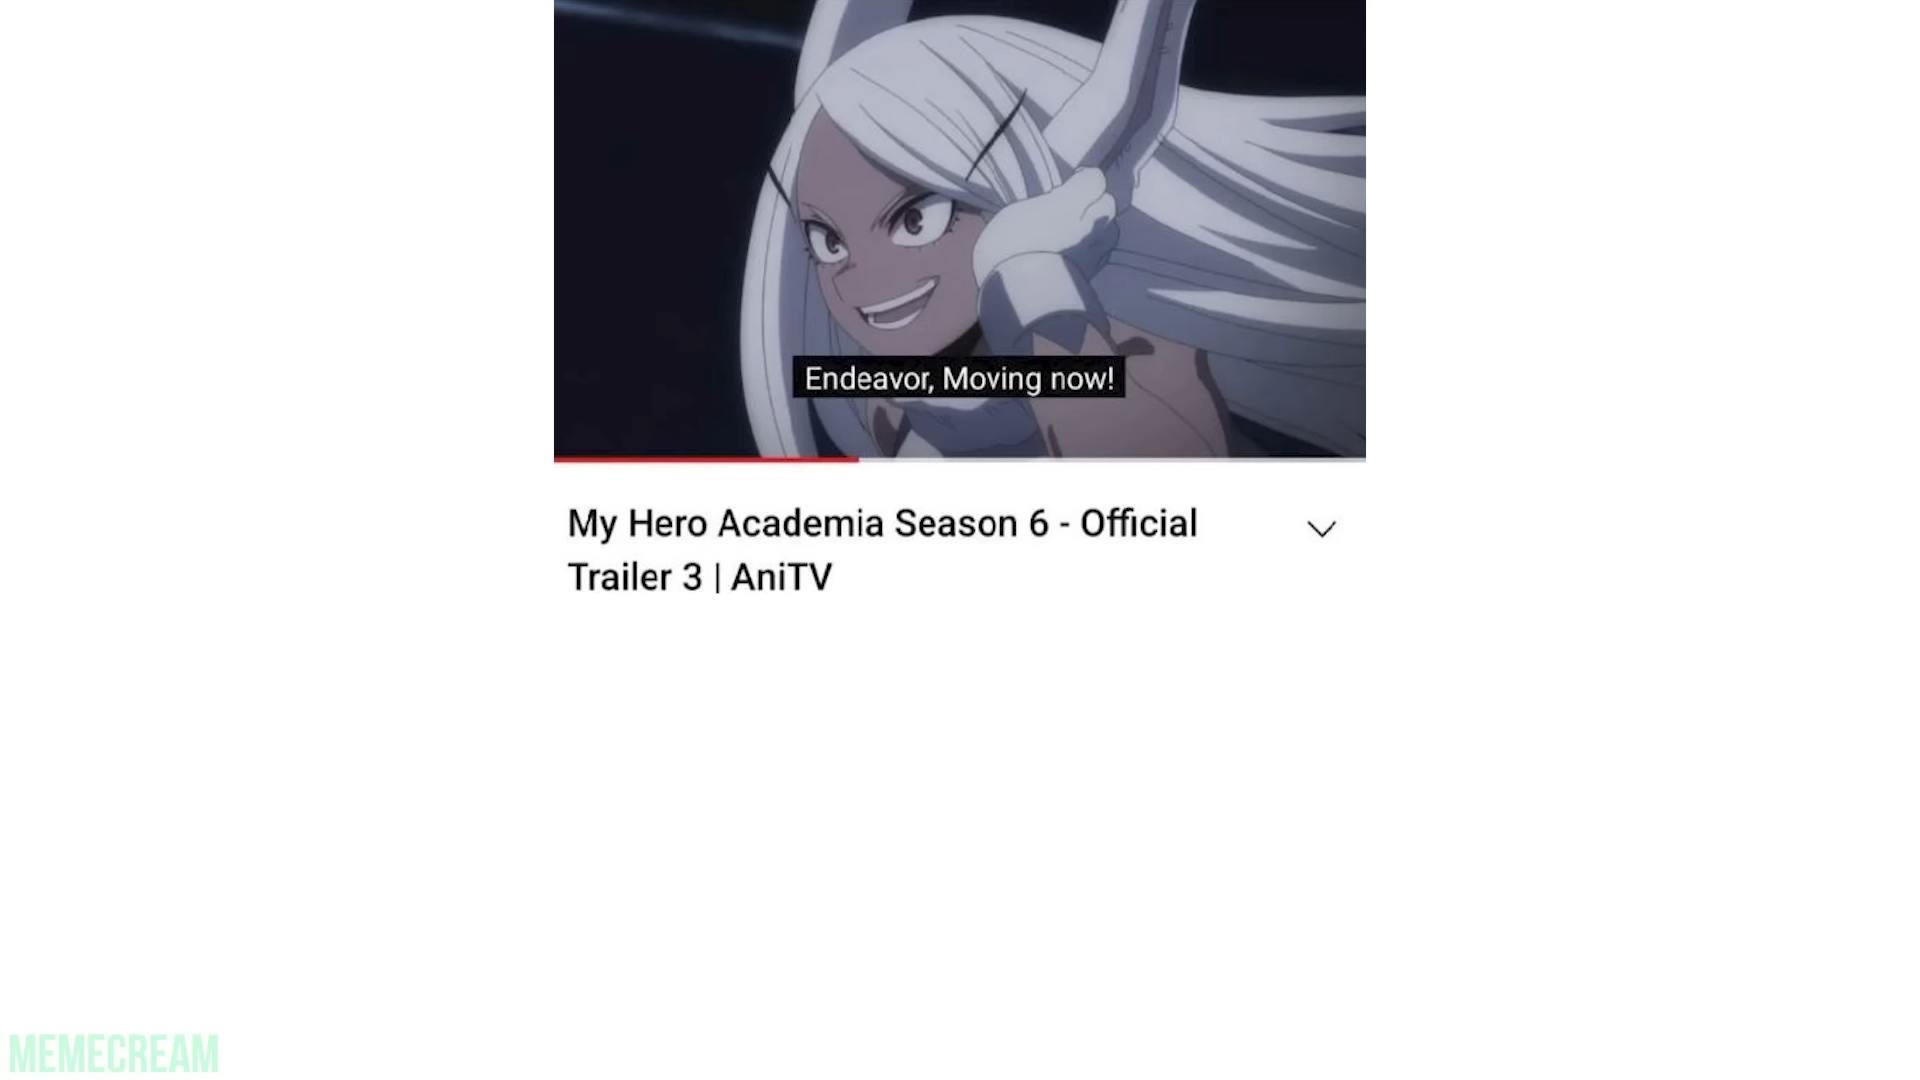 Endeavor, Moving now!
My Hero Academia Season 6 - Official
Trailer 3 | AniTV
MEMECREAM